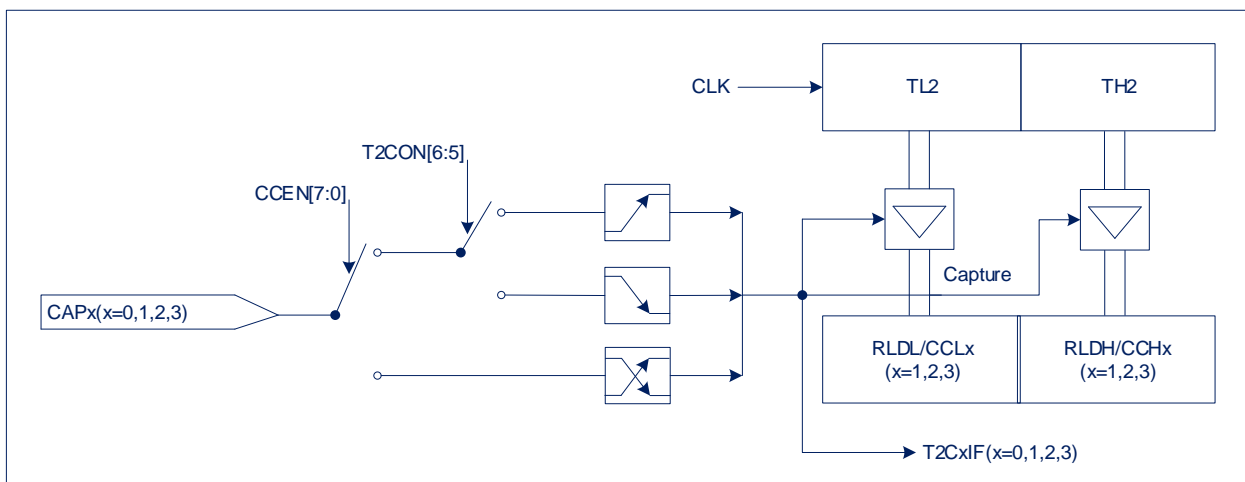 CLK
TL2
TH2
T2CON[6:5]
CCEN[7:0]
Capture
CAPx(x=0,1,2,3)
RLDL/CCLx
(x=1,2,3)
RLDH/CCHx
(x=1,2,3)
T2CxIF(x=0,1,2,3)